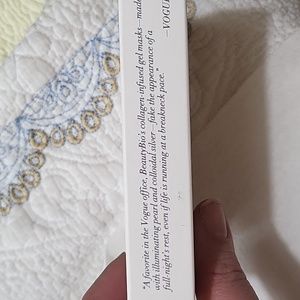 "A favorite in the Vogue office, BeautyBio's collagen-infused gel masks—made
with illuminating pearl and colloidal silver—fake the appearance of a
full-night's rest, even if life is running at a breakneck pace."
—VOGUE